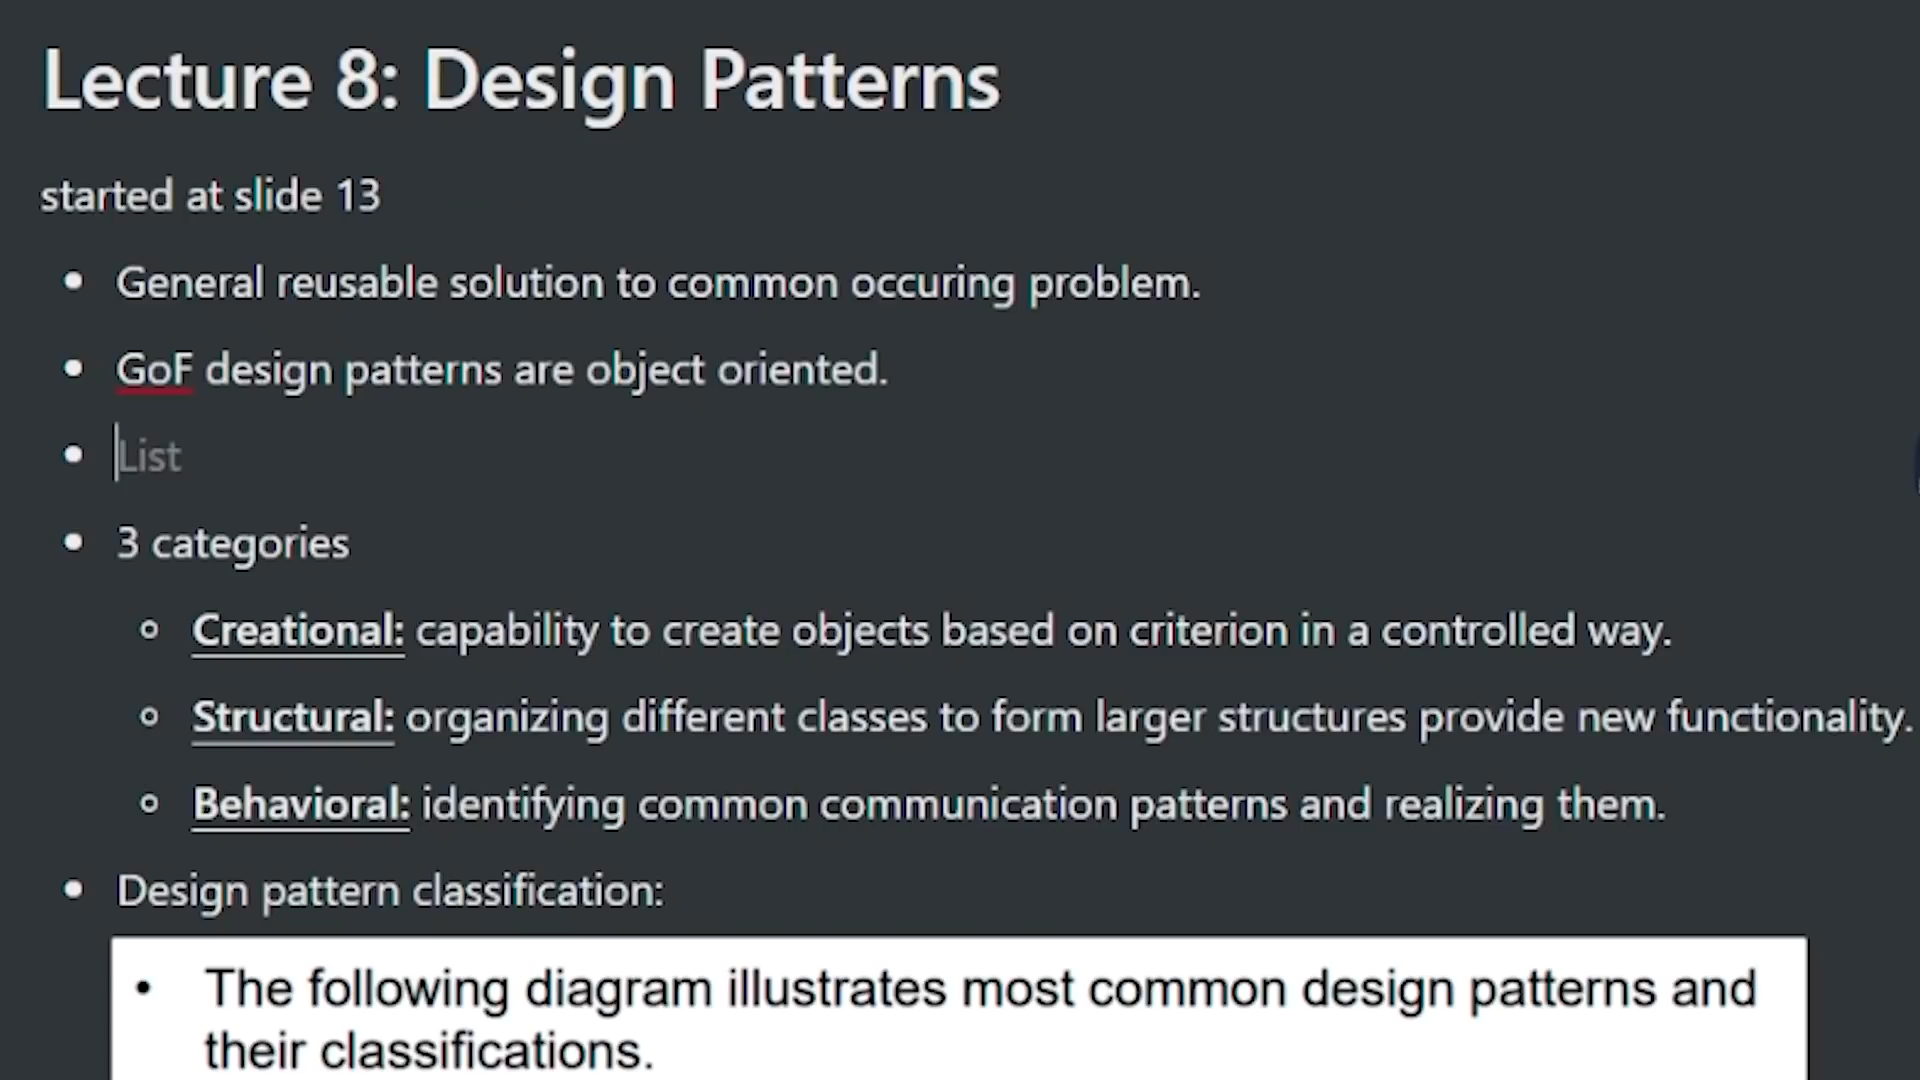 Lecture 8: Design Patterns
started at slide 13
General reusable solution to common occuring problem.
GoF design patterns are object oriented.
List
3 categories
Creational: capability to create objects based on criterion in a controlled way.
Structural: organizing different classes to form larger structures provide new functionality.
Behavioral: identifying common communication patterns and realizing them.
Design pattern classification:
• The following diagram illustrates most common design patterns and
their classifications.